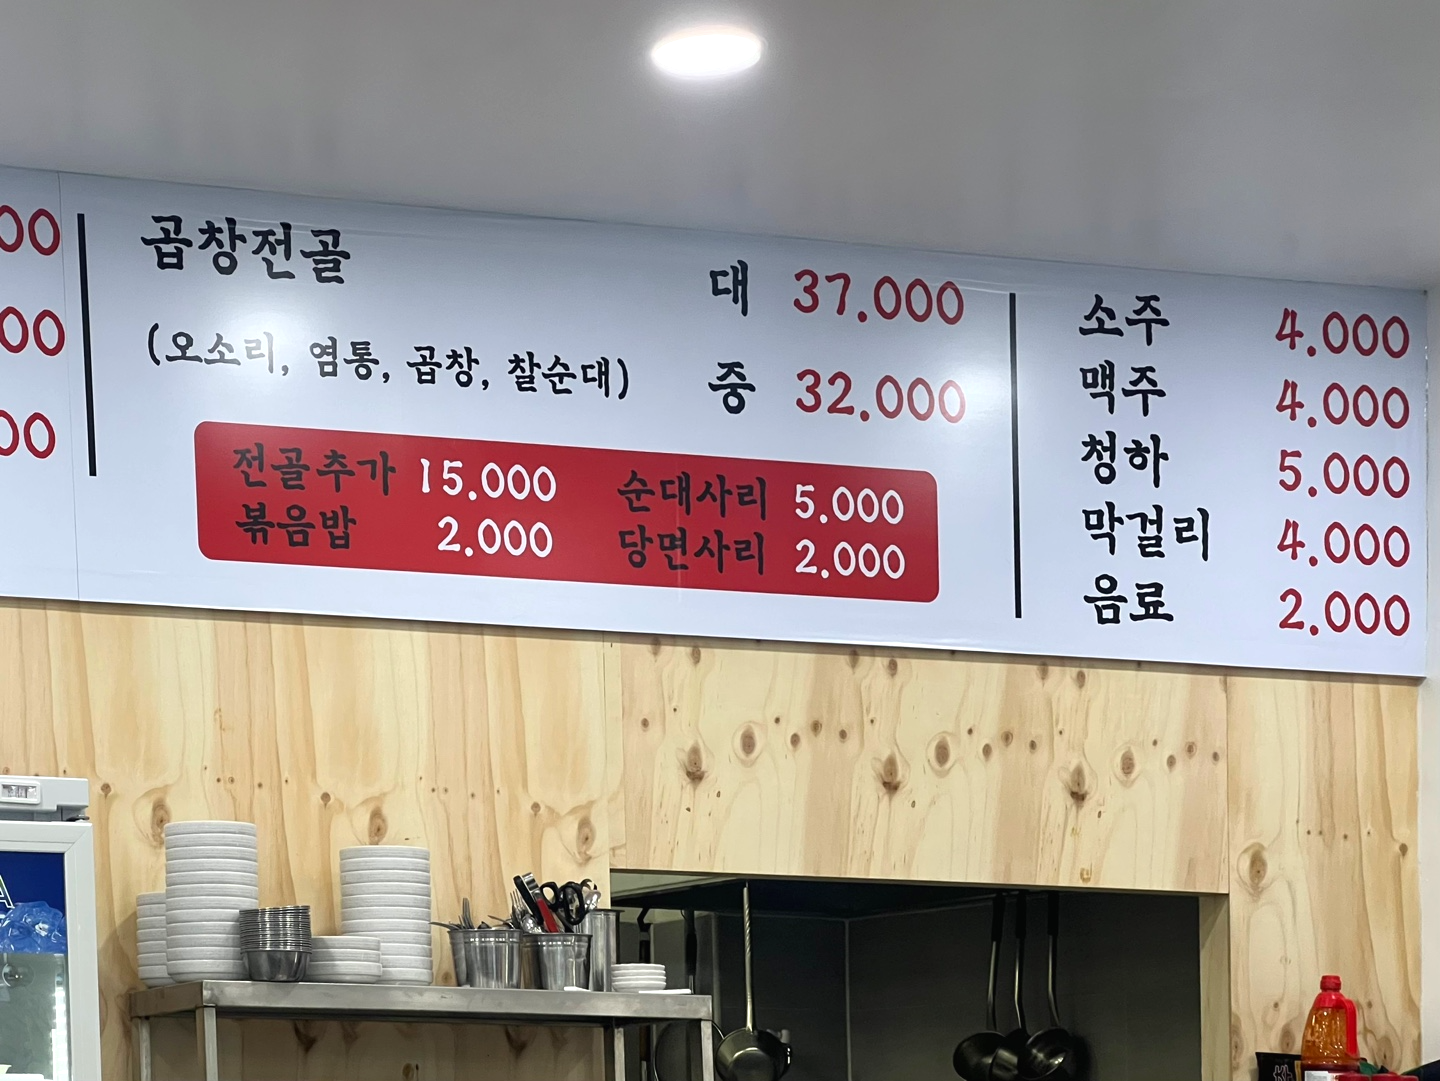 00
00
00
곱창전골
(오소리, 염통, 곱창, 찰순대)
대 37.000
중 32.000
전골추가 15.000 순대사리 5.000
볶음밥 2.000 당면사리 2.000
소주 4.000
맥주 4.000
청하 5.000
막걸리 4.000
음료 2.000